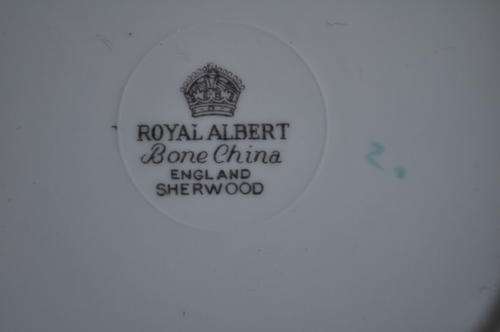 ROYAL ALBERT
Bone China
ENGLAND
SHERWOOD